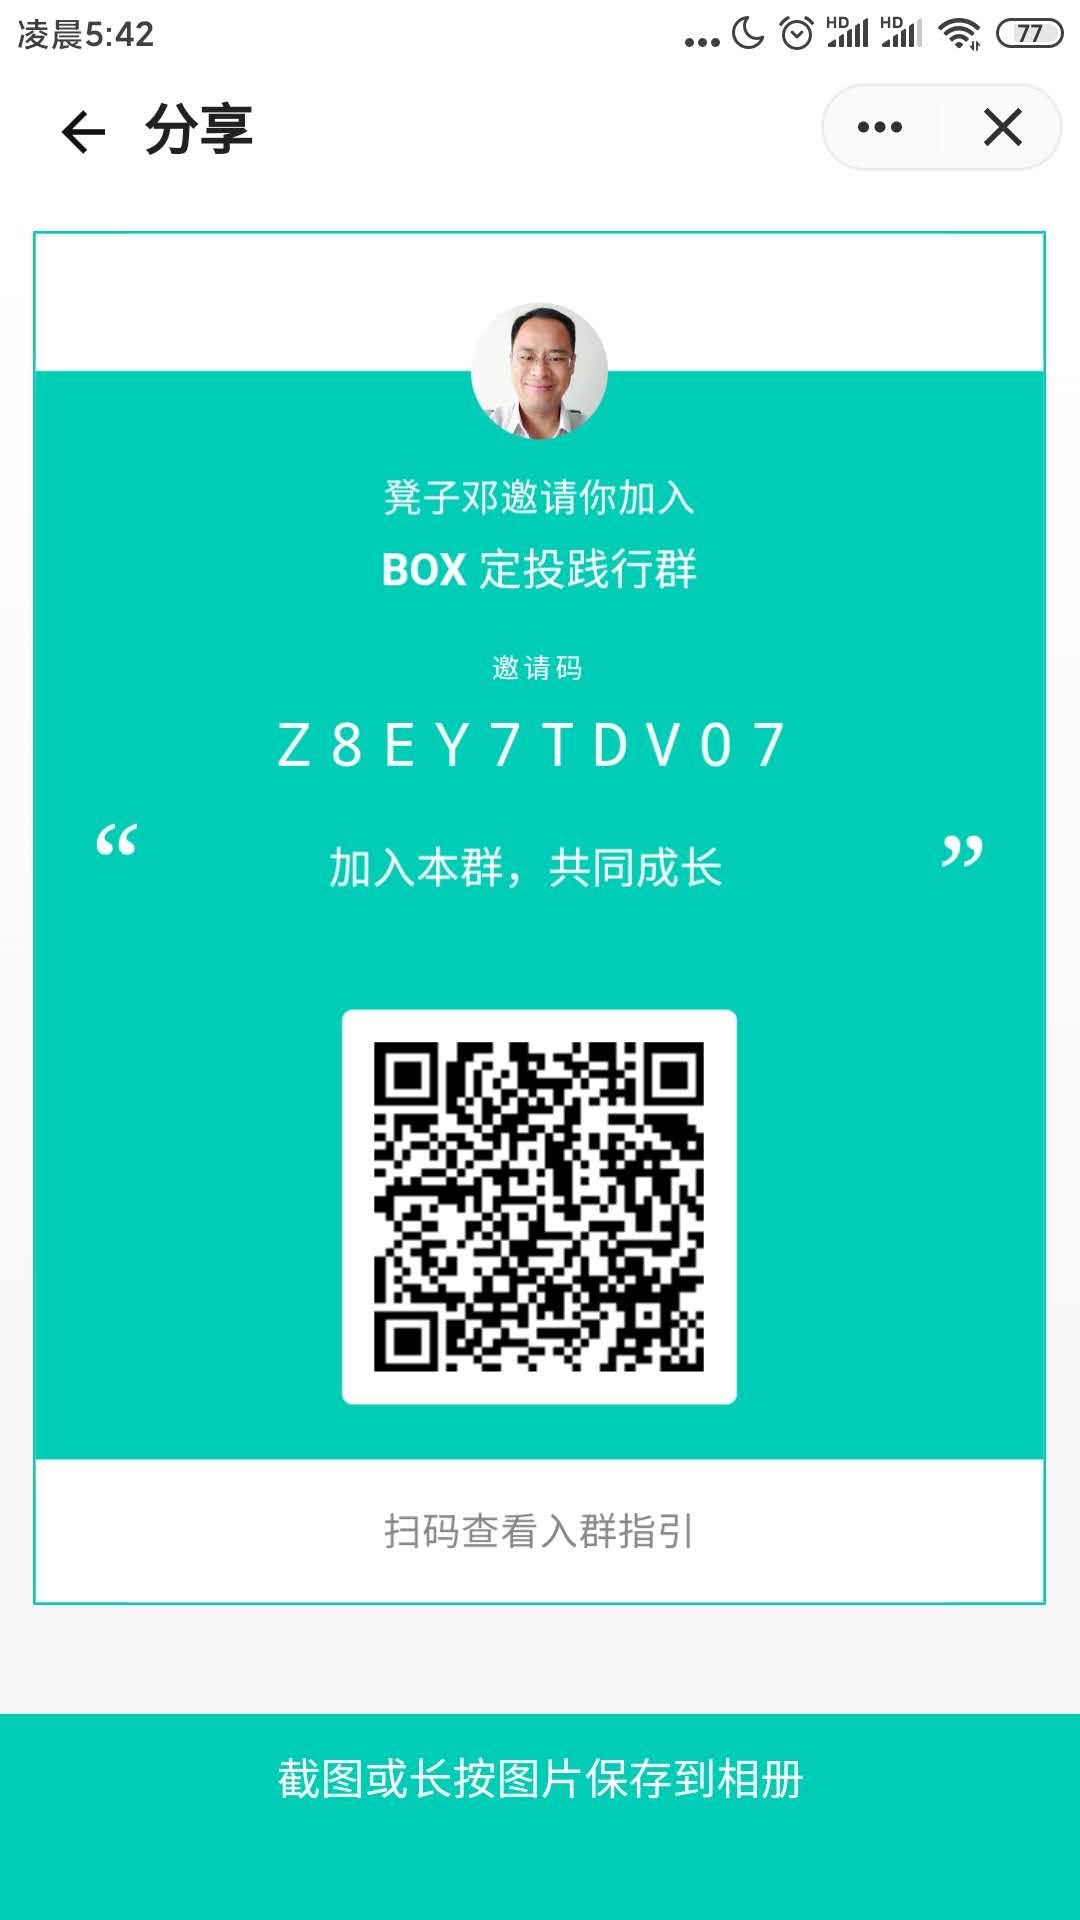 凌晨5:42
HD HD 77
分享
凳子邓邀请你加入
BOX 定投践行群
邀请码
Z8EY7TDV07
“ 加入本群，共同成长 ”
扫码查看入群指引
截图或长按图片保存到相册